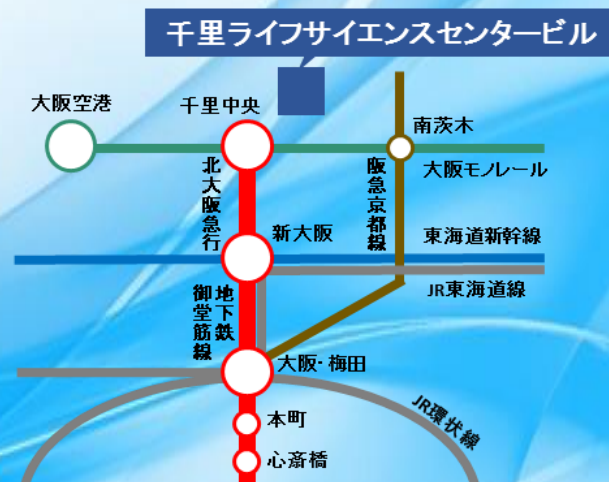 千里ライフサイエンスセンタービル
大阪空港
千里中央
南茨木
大阪モノレール
北大阪急行
阪急京都線
新大阪
東海道新幹線
JR東海道線
地下鉄
御堂筋線
大阪・梅田
本町
JR環状線
心斎橋